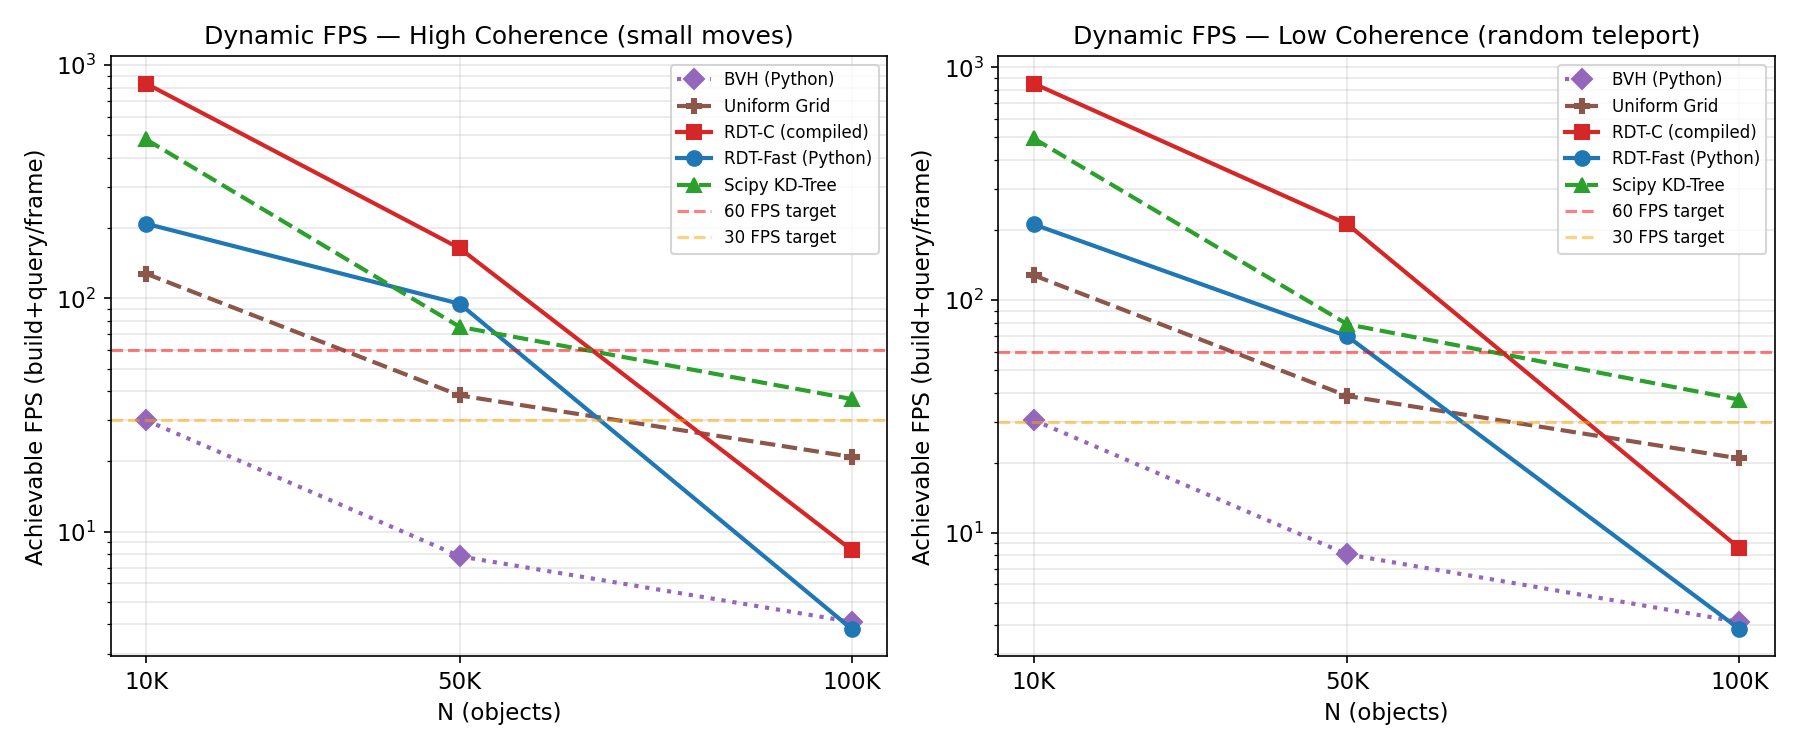 Dynamic FPS — High Coherence (small moves)
Achievable FPS (build+query/frame)
10³
10²
10¹
BVH (Python)
Uniform Grid
RDT-C (compiled)
RDT-Fast (Python)
Scipy KD-Tree
60 FPS target
30 FPS target
10K
50K
100K
N (objects)
Dynamic FPS — Low Coherence (random teleport)
Achievable FPS (build+query/frame)
10³
10²
10¹
BVH (Python)
Uniform Grid
RDT-C (compiled)
RDT-Fast (Python)
Scipy KD-Tree
60 FPS target
30 FPS target
10K
50K
100K
N (objects)